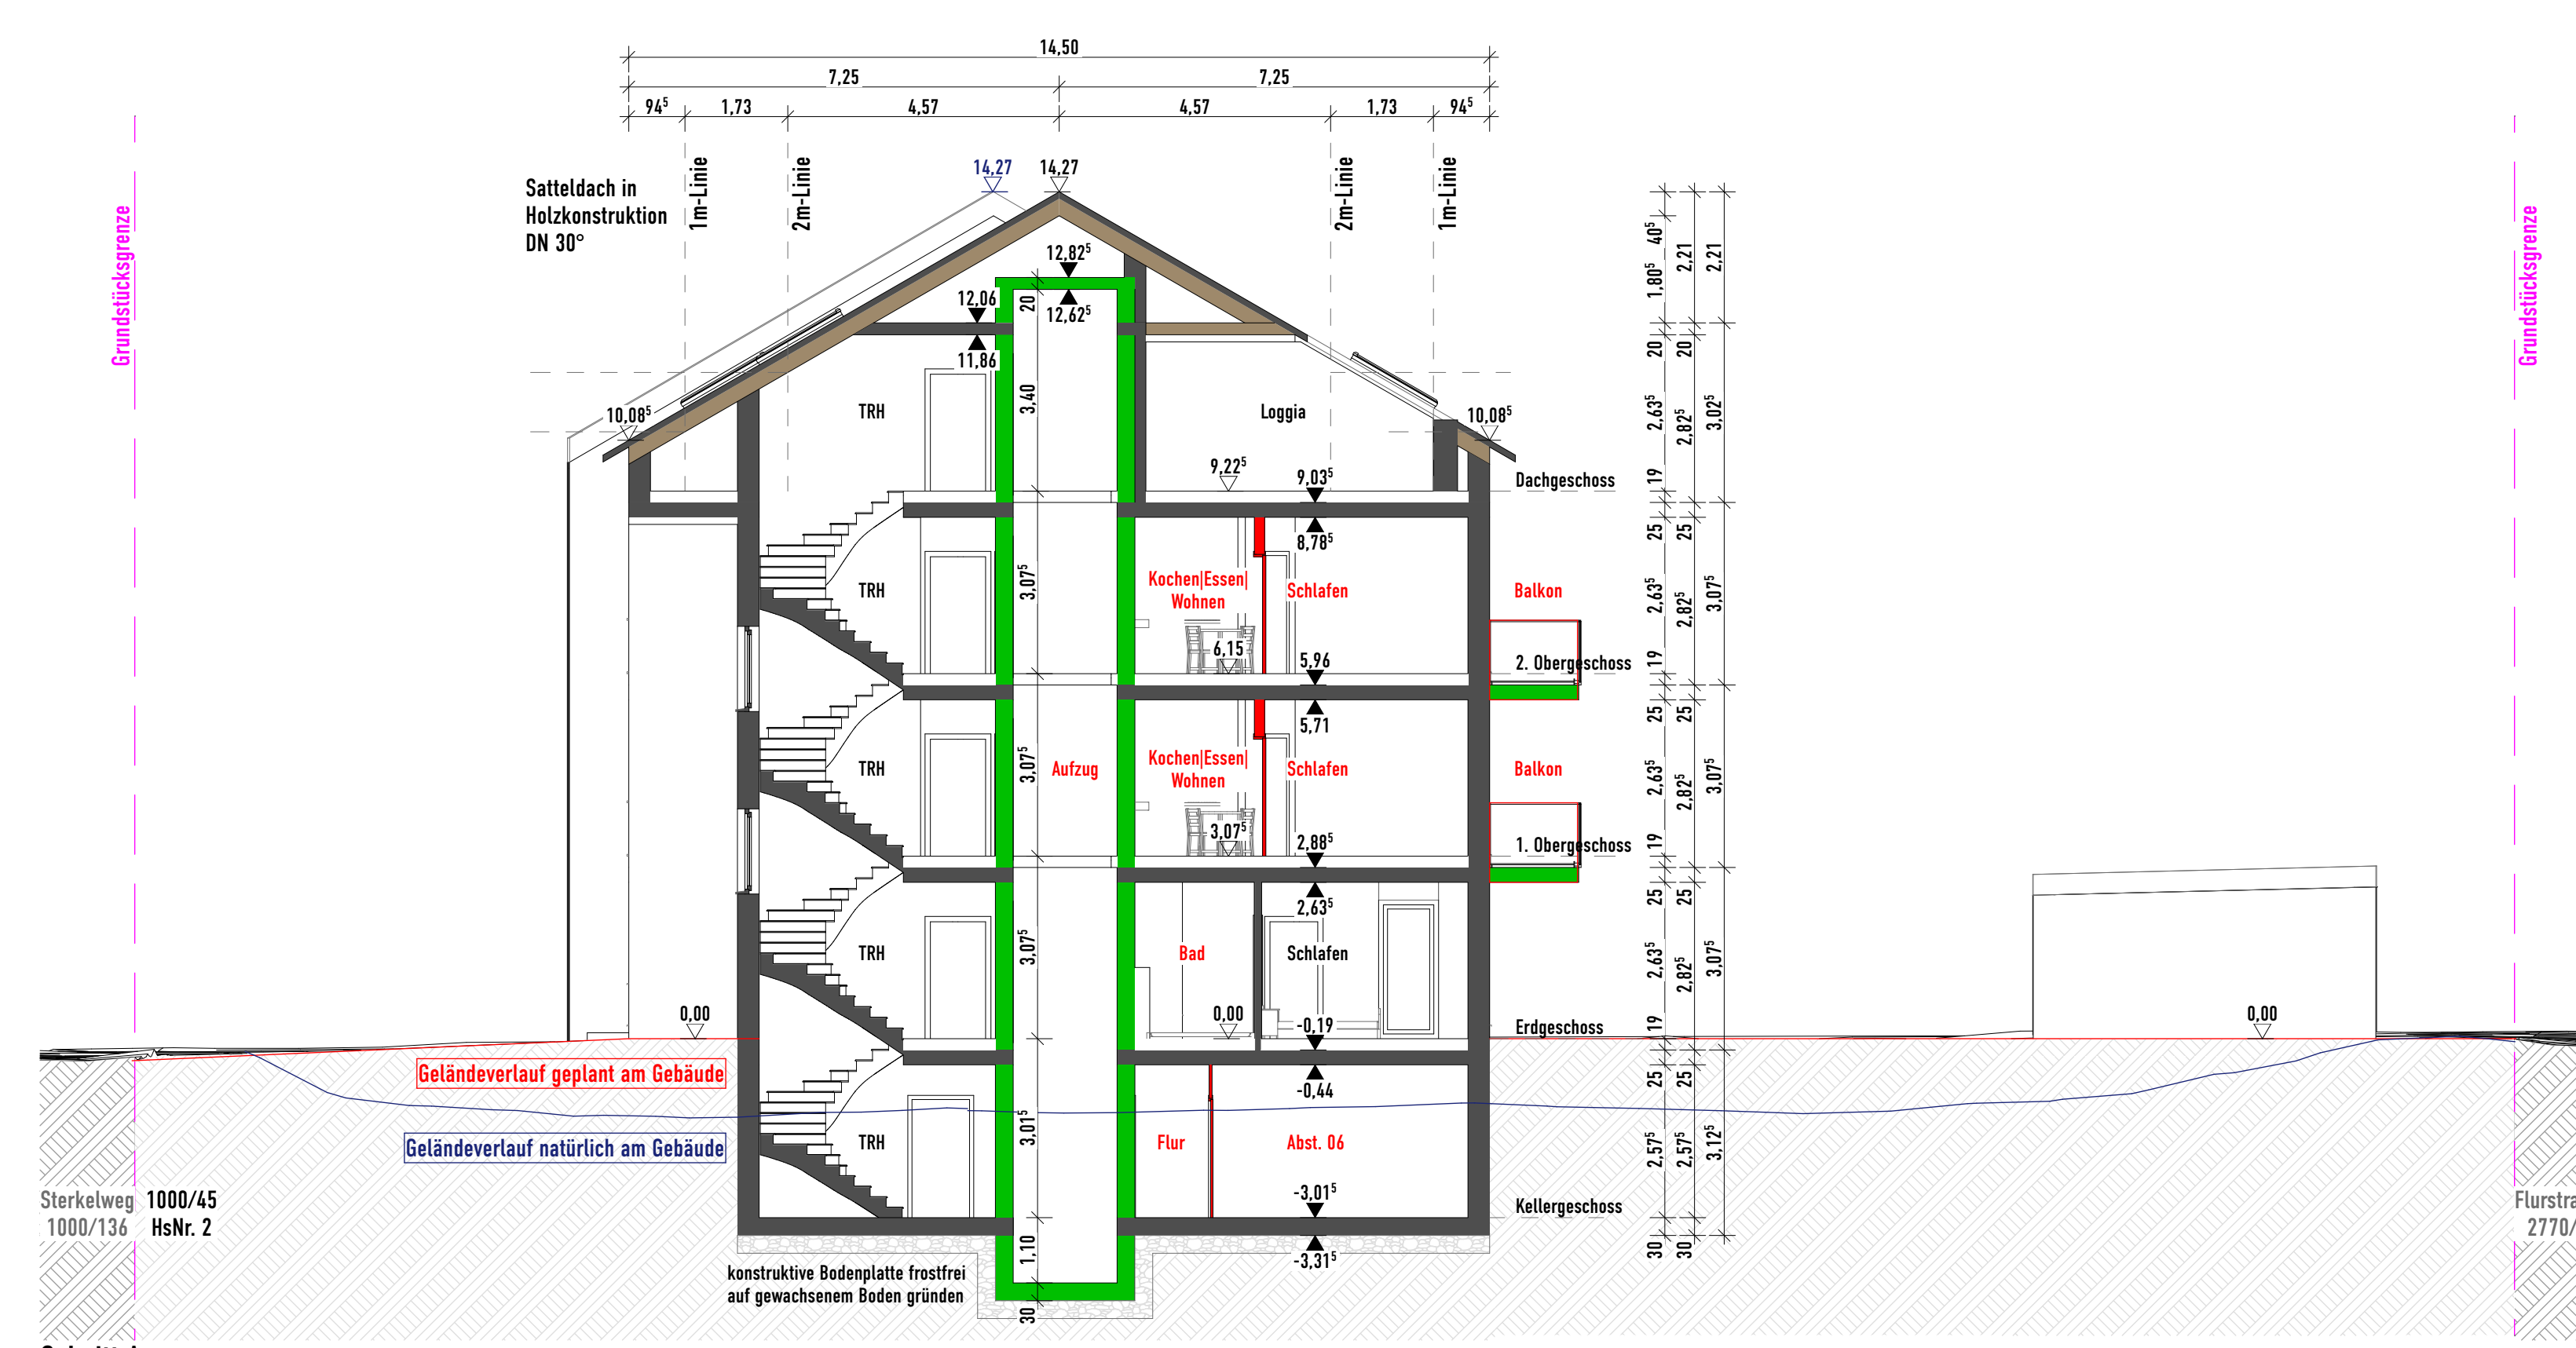 14,50
7,25
7,25
94⁵
1,73
4,57
4,57
1,73
94⁵
Grundstücksgrenze
Satteldach in
Holzkonstruktion
DN 30°
1m-Linie
2m-Linie
14,27
14,27
2m-Linie
1m-Linie
Grundstücksgrenze
12,82⁵
12,62⁵
12,06
11,86
20
3,40
10,08⁵
TRH
Loggia
10,08⁵
9,22⁵
9,03⁵
8,78⁵
Dachgeschoss
TRH
3,07⁵
Kochen|Essen|
Wohnen
Schlafen
Balkon
6,15
5,96
5,71
2. Obergeschoss
TRH
3,07⁵
Aufzug
Kochen|Essen|
Wohnen
Schlafen
Balkon
3,07⁵
2,88⁵
2,63⁵
1. Obergeschoss
TRH
3,07⁵
Bad
Schlafen
0,00
0,00
-0,19
-0,44
Erdgeschoss
0,00
Geländeverlauf geplant am Gebäude
Geländeverlauf natürlich am Gebäude
TRH
3,01⁵
Flur
Abst. 06
-3,01⁵
-3,31⁵
Kellergeschoss
1,10
30
konstruktive Bodenplatte frostfrei
auf gewachsenem Boden gründen
Sterkelweg
1000/136
1000/45
HsNr. 2
40⁵
1,80⁵
20
2,63⁵
19
25
2,63⁵
19
25
2,63⁵
19
25
2,63⁵
19
25
2,57⁵
30
2,21
20
2,82⁵
25
2,82⁵
25
2,82⁵
25
2,82⁵
25
2,57⁵
30
2,21
3,02⁵
3,07⁵
3,07⁵
3,07⁵
3,12⁵
Flurstra
2770/